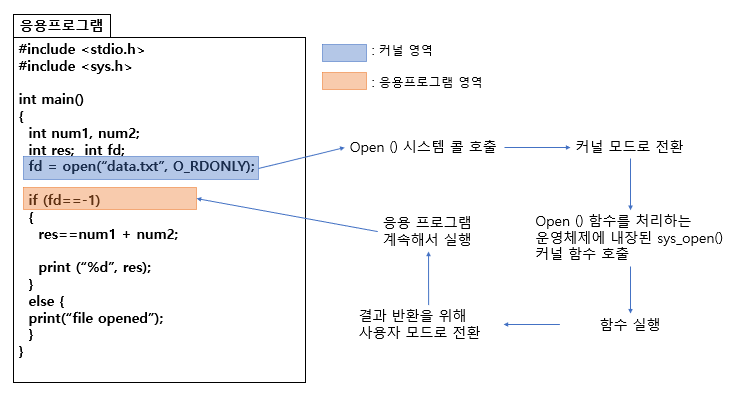 응용프로그램
#include <stdio.h>
#include <sys.h>
int main()
{
int num1, num2;
int res;  int fd;
fd = open(“data.txt”, O_RDONLY);
if (fd==-1)
{
res==num1 + num2;
print (“%d”, res);
}
else {
print(“file opened”);
}
}
: 커널 영역
: 응용프로그램 영역
Open () 시스템 콜 호출
커널 모드로 전환
Open () 함수를 처리하는
운영체제에 내장된 sys_open()
커널 함수 호출
함수 실행
결과 반환을 위해
사용자 모드로 전환
응용 프로그램
계속해서 실행